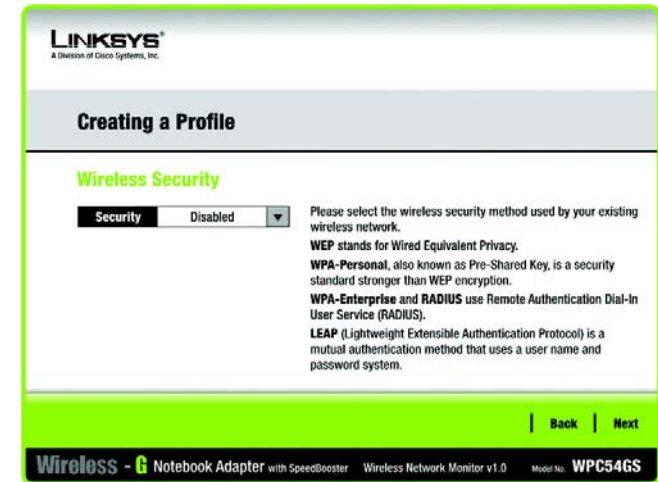 LINKSYS®
A Division of Cisco Systems, Inc.
Creating a Profile
Wireless Security
Security Disabled
Please select the wireless security method used by your existing
wireless network.
WEP stands for Wired Equivalent Privacy.
WPA-Personal, also known as Pre-Shared Key, is a security
standard stronger than WEP encryption.
WPA-Enterprise and RADIUS use Remote Authentication Dial-In
User Service (RADIUS).
LEAP (Lightweight Extensible Authentication Protocol) is a
mutual authentication method that uses a user name and
password system.
Back Next
Wireless - G Notebook Adapter with SpeedBooster Wireless Network Monitor v1.0 Model No. WPC54GS